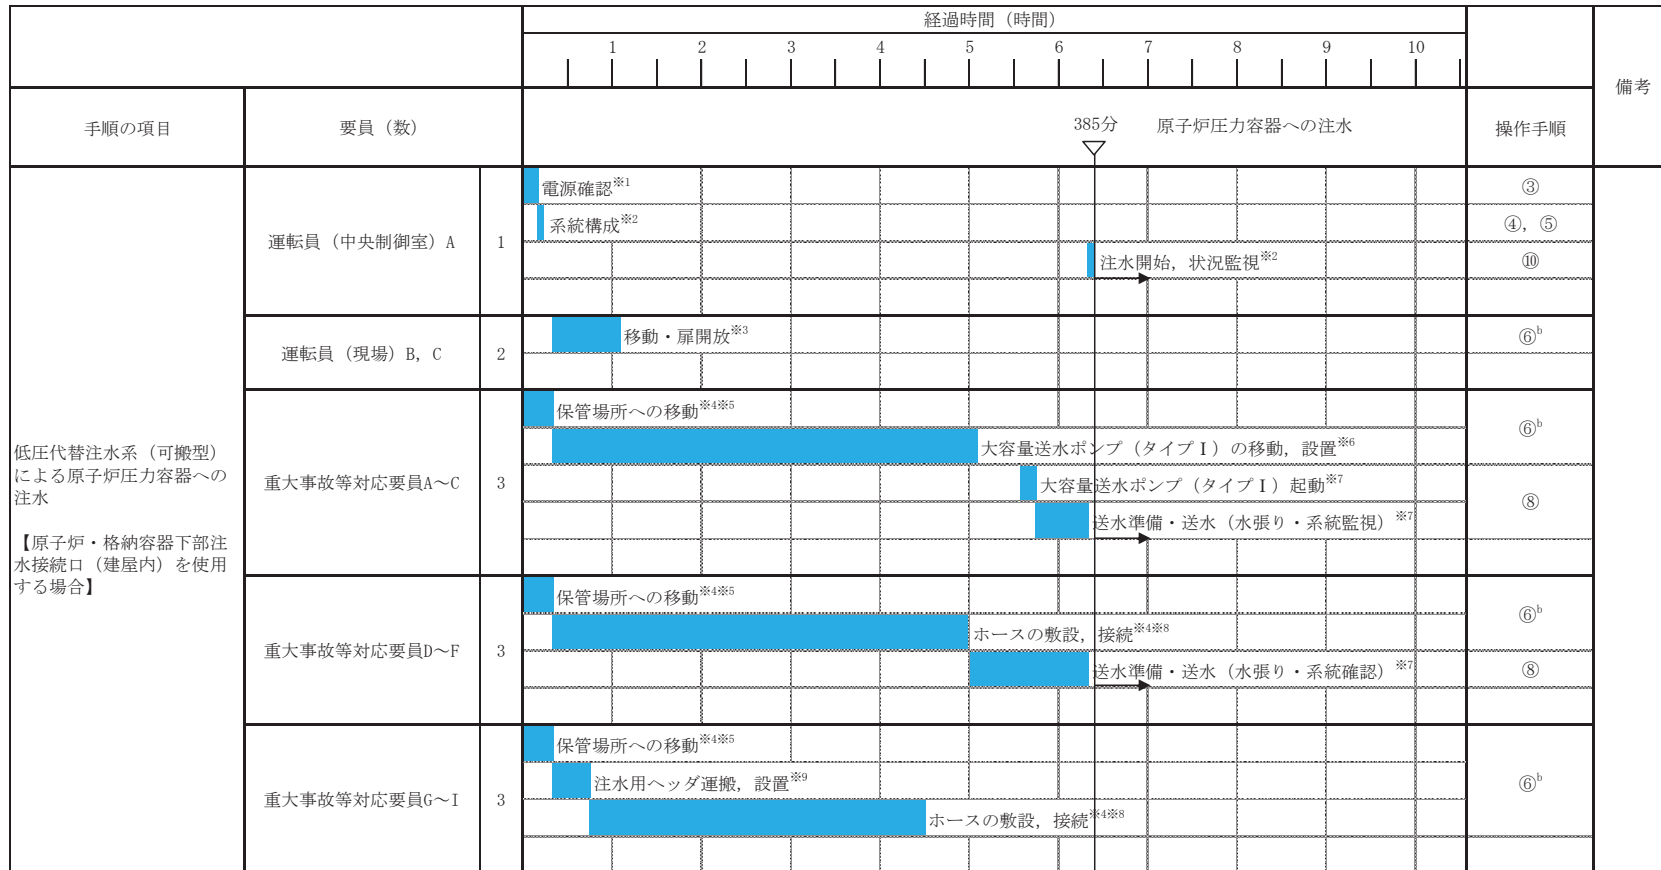 経過時間（時間）
1 2 3 4 5 6 7 8 9 10
備考
手順の項目 要員（数） 385分 原子炉圧力容器への注水 操作手順
低圧代替注水系（可搬型）
による原子炉圧力容器への
注水
【原子炉・格納容器下部注
水接続口（建屋内）を使用
する場合】
運転員（中央制御室）A 1
電源確認※1 ③
系統構成※2 ④，⑤
注水開始，状況監視※2 ⑩
運転員（現場）B，C 2
移動・扉開放※3 ⑥b
重大事故等対応要員A～C 3
保管場所への移動※4※5
⑥b
大容量送水ポンプ（タイプⅠ）の移動，設置※6
大容量送水ポンプ（タイプⅠ）起動※7
⑧
送水準備・送水（水張り・系統監視）※7
重大事故等対応要員D～F 3
保管場所への移動※4※5
⑥b
ホースの敷設，接続※4※8
送水準備・送水（水張り・系統確認）※7 ⑧
重大事故等対応要員G～I 3
保管場所への移動※4※5
注水用ヘッダ運搬，設置※9 ⑥b
ホースの敷設，接続※4※8